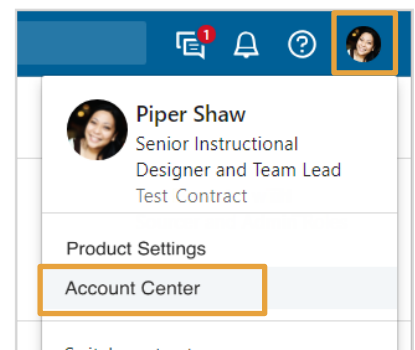 1
Piper Shaw
Senior Instructional
Designer and Team Lead
Test Contract
Product Settings
Account Center